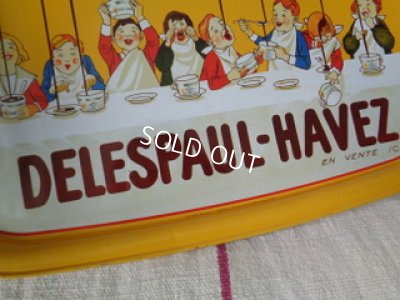 SOLD OUT
DELESPAUL-HAVEZ
EN VENTE IC